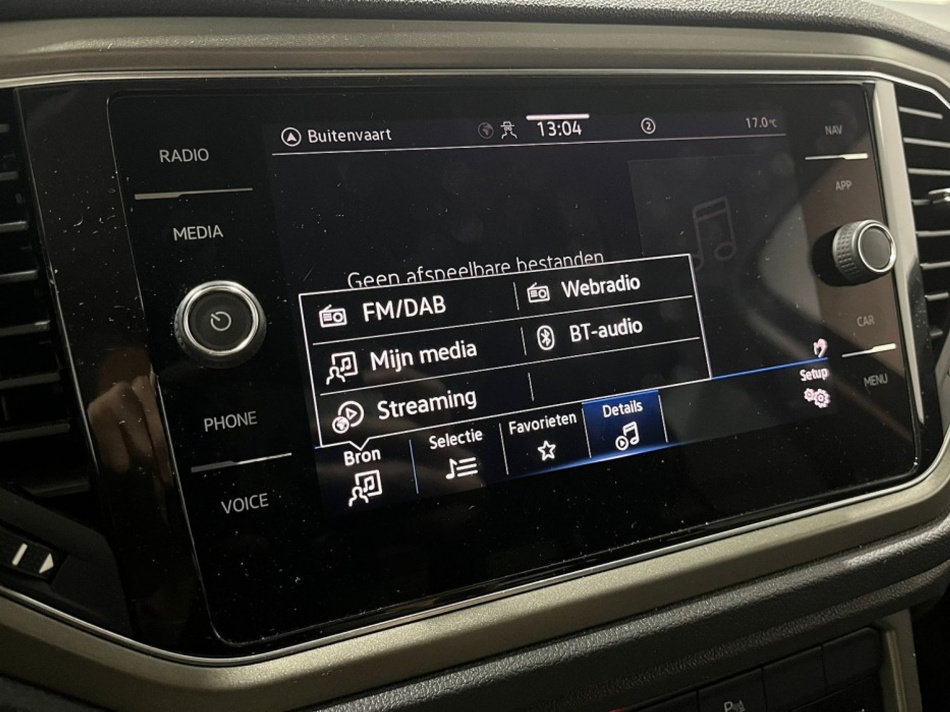 Buitenvaart 13:04 2 17.0°C
RADIO
MEDIA
PHONE
VOICE
Geen afspeelbare bestanden
FM/DAB Webradio
Mijn media BT-audio
Streaming
Bron Selectie Favorieten Details
Setup
NAV
APP
CAR
MENU
P